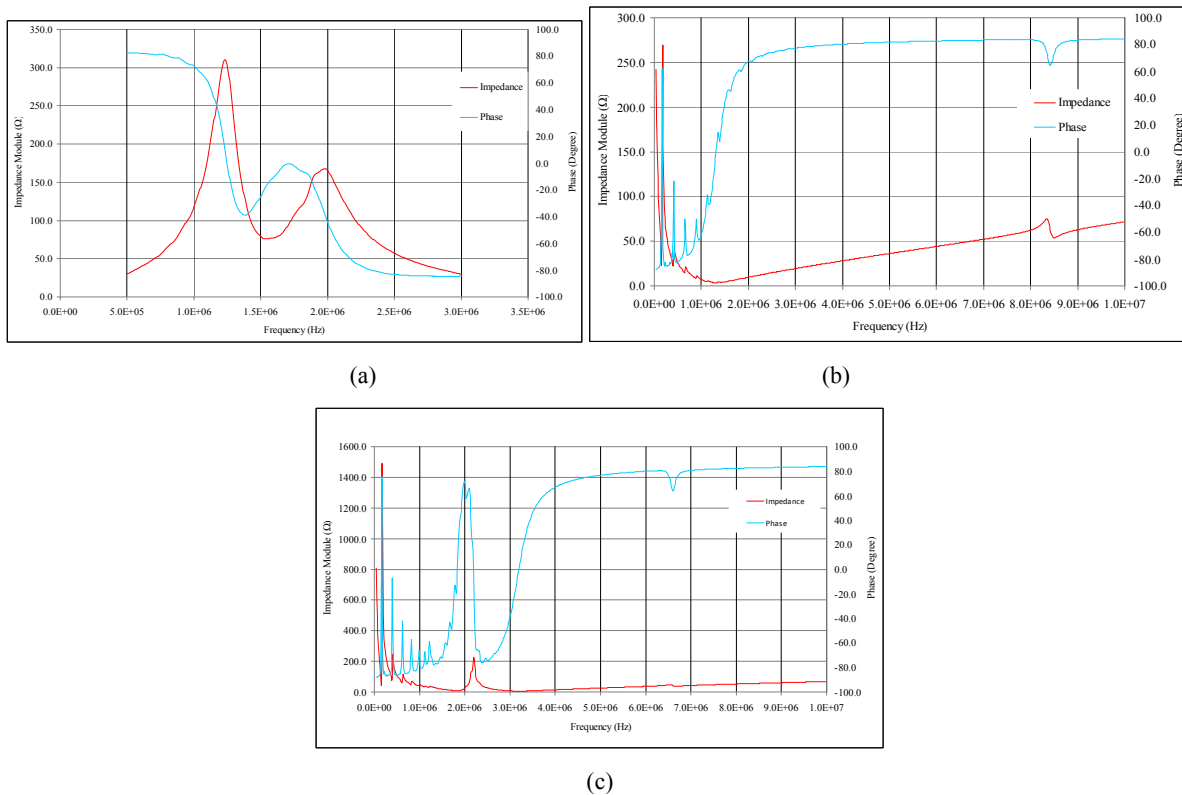 350.0
300.0
250.0
200.0
150.0
100.0
50.0
0.0
Impedance Module (Ω)
100.0
80.0
60.0
40.0
20.0
0.0
-20.0
-40.0
-60.0
-80.0
-100.0
Phase (Degree)
Impedance
Phase
0.0E+00 5.0E+05 1.0E+06 1.5E+06 2.0E+06 2.5E+06 3.0E+06 3.5E+06
Frequency (Hz)
(a)
300.0
250.0
200.0
150.0
100.0
50.0
0.0
Impedance Module (Ω)
100.0
80.0
60.0
40.0
20.0
0.0
-20.0
-40.0
-60.0
-80.0
-100.0
Phase (Degree)
Impedance
Phase
0.0E+00 1.0E+06 2.0E+06 3.0E+06 4.0E+06 5.0E+06 6.0E+06 7.0E+06 8.0E+06 9.0E+06 1.0E+07
Frequency (Hz)
(b)
1600.0
1400.0
1200.0
1000.0
800.0
600.0
400.0
200.0
0.0
Impedance Module (Ω)
100.0
80.0
60.0
40.0
20.0
0.0
-20.0
-40.0
-60.0
-80.0
-100.0
Phase (Degree)
Impedance
Phase
0.0E+00 1.0E+06 2.0E+06 3.0E+06 4.0E+06 5.0E+06 6.0E+06 7.0E+06 8.0E+06 9.0E+06 1.0E+07
Frequency (Hz)
(c)